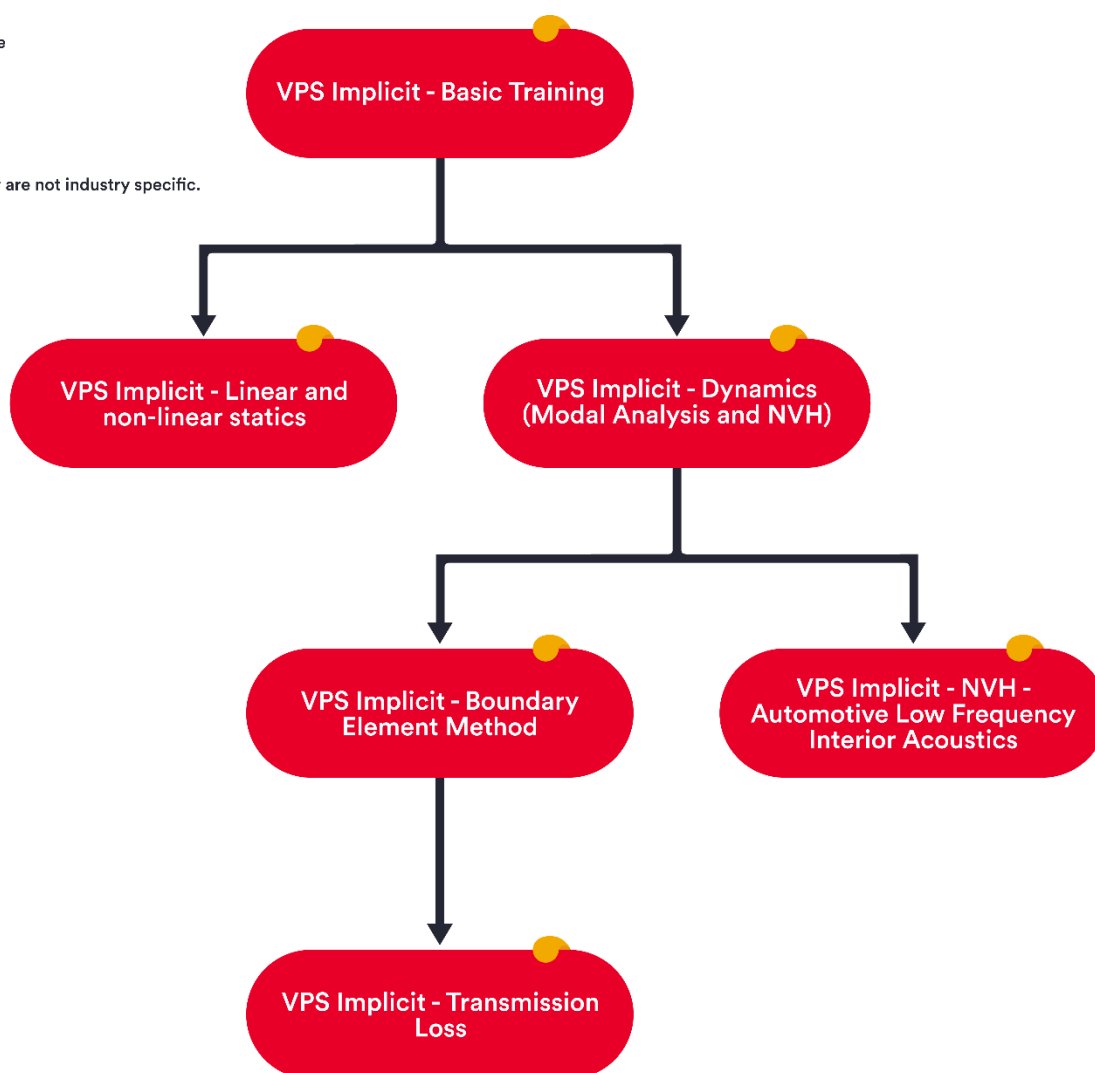 e
VPS Implicit - Basic Training
are not industry specific.
VPS Implicit - Linear and
non-linear statics
VPS Implicit - Dynamics
(Modal Analysis and NVH)
VPS Implicit - Boundary
Element Method
VPS Implicit - NVH -
Automotive Low Frequency
Interior Acoustics
VPS Implicit - Transmission
Loss